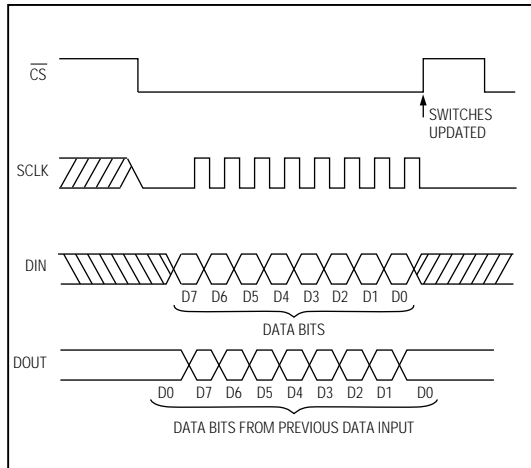 CS
SWITCHES
UPDATED
SCLK
DIN
D7 D6 D5 D4 D3 D2 D1 D0
DATA BITS
DOUT
D0 D7 D6 D5 D4 D3 D2 D1 D0
DATA BITS FROM PREVIOUS DATA INPUT